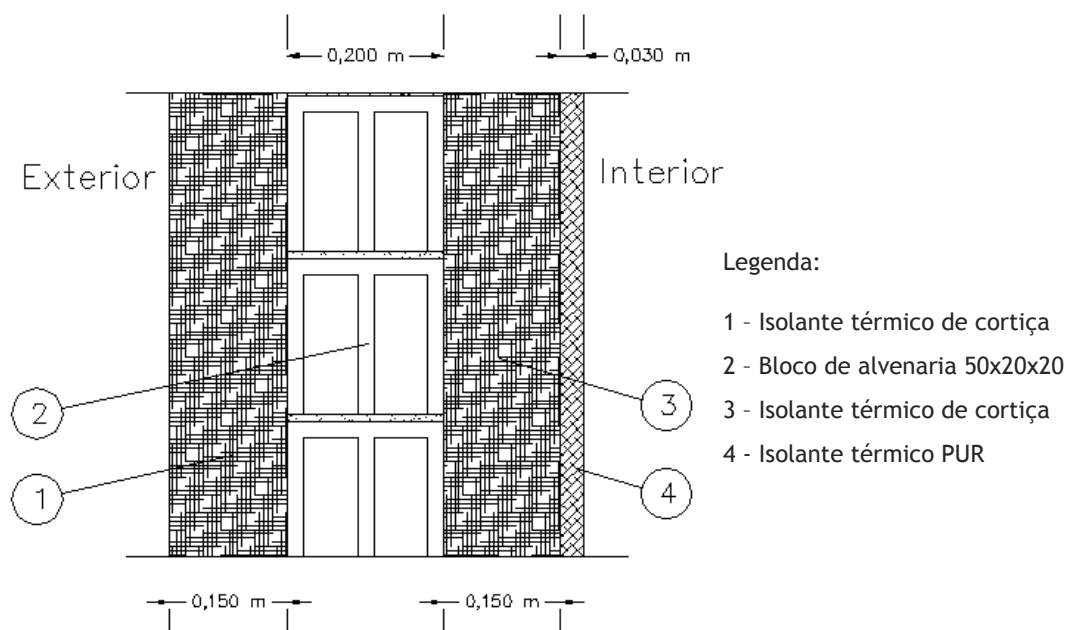 0,200 m
0,030 m
Exterior
Interior
Legenda:
1 – Isolante térmico de cortiça
2 – Bloco de alvenaria 50x20x20
3 – Isolante térmico de cortiça
4 - Isolante térmico PUR
2
3
1
4
0,150 m
0,150 m